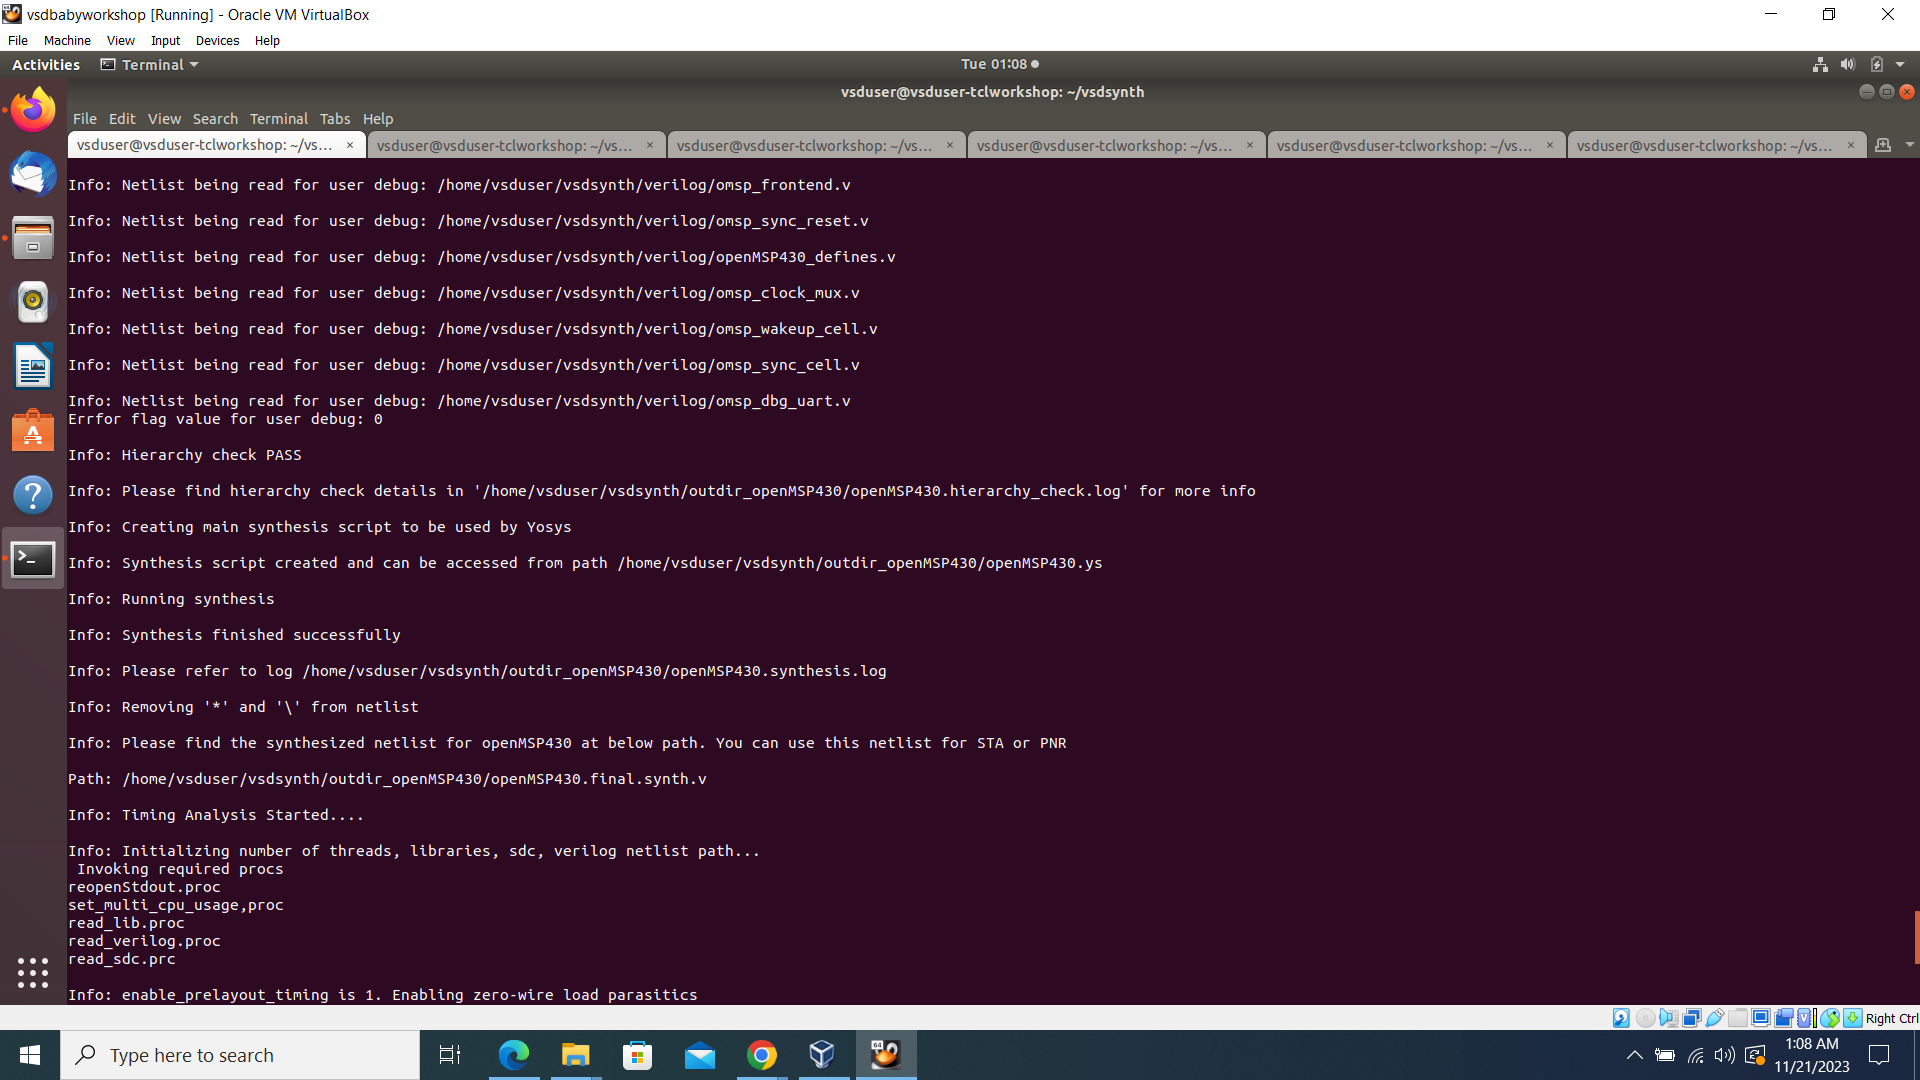 vsdbabyworkshop [Running] - Oracle VM VirtualBox
File Machine View Input Devices Help
Activities Terminal Tue 01:08
vsduser@vsduser-tclworkshop: ~/vsdsynth
File Edit View Search Terminal Tabs Help
vsduser@vsduser-tclworkshop: ~/vs... × vsduser@vsduser-tclworkshop: ~/vs... × vsduser@vsduser-tclworkshop: ~/vs... × vsduser@vsduser-tclworkshop: ~/vs... × vsduser@vsduser-tclworkshop: ~/vs... × vsduser@vsduser-tclworkshop: ~/vs... ×
Info: Netlist being read for user debug: /home/vsduser/vsdsynth/verilog/omsp_frontend.v
Info: Netlist being read for user debug: /home/vsduser/vsdsynth/verilog/omsp_sync_reset.v
Info: Netlist being read for user debug: /home/vsduser/vsdsynth/verilog/openMSP430_defines.v
Info: Netlist being read for user debug: /home/vsduser/vsdsynth/verilog/omsp_clock_mux.v
Info: Netlist being read for user debug: /home/vsduser/vsdsynth/verilog/omsp_wakeup_cell.v
Info: Netlist being read for user debug: /home/vsduser/vsdsynth/verilog/omsp_sync_cell.v
Info: Netlist being read for user debug: /home/vsduser/vsdsynth/verilog/omsp_dbg_uart.v
Errfor flag value for user debug: 0
Info: Hierarchy check PASS
Info: Please find hierarchy check details in '/home/vsduser/vsdsynth/outdir_openMSP430/openMSP430.hierarchy_check.log' for more info
Info: Creating main synthesis script to be used by Yosys
Info: Synthesis script created and can be accessed from path /home/vsduser/vsdsynth/outdir_openMSP430/openMSP430.ys
Info: Running synthesis
Info: Synthesis finished successfully
Info: Please refer to log /home/vsduser/vsdsynth/outdir_openMSP430/openMSP430.synthesis.log
Info: Removing '*' and '\' from netlist
Info: Please find the synthesized netlist for openMSP430 at below path. You can use this netlist for STA or PNR
Path: /home/vsduser/vsdsynth/outdir_openMSP430/openMSP430.final.synth.v
Info: Timing Analysis Started....
Info: Initializing number of threads, libraries, sdc, verilog netlist path...
Invoking required procs
reopenStdout.proc
set_multi_cpu_usage,proc
read_lib.proc
read_verilog.proc
read_sdc.prc
Info: enable_prelayout_timing is 1. Enabling zero-wire load parasitics
Right Ctrl
Type here to search
1:08 AM
11/21/2023